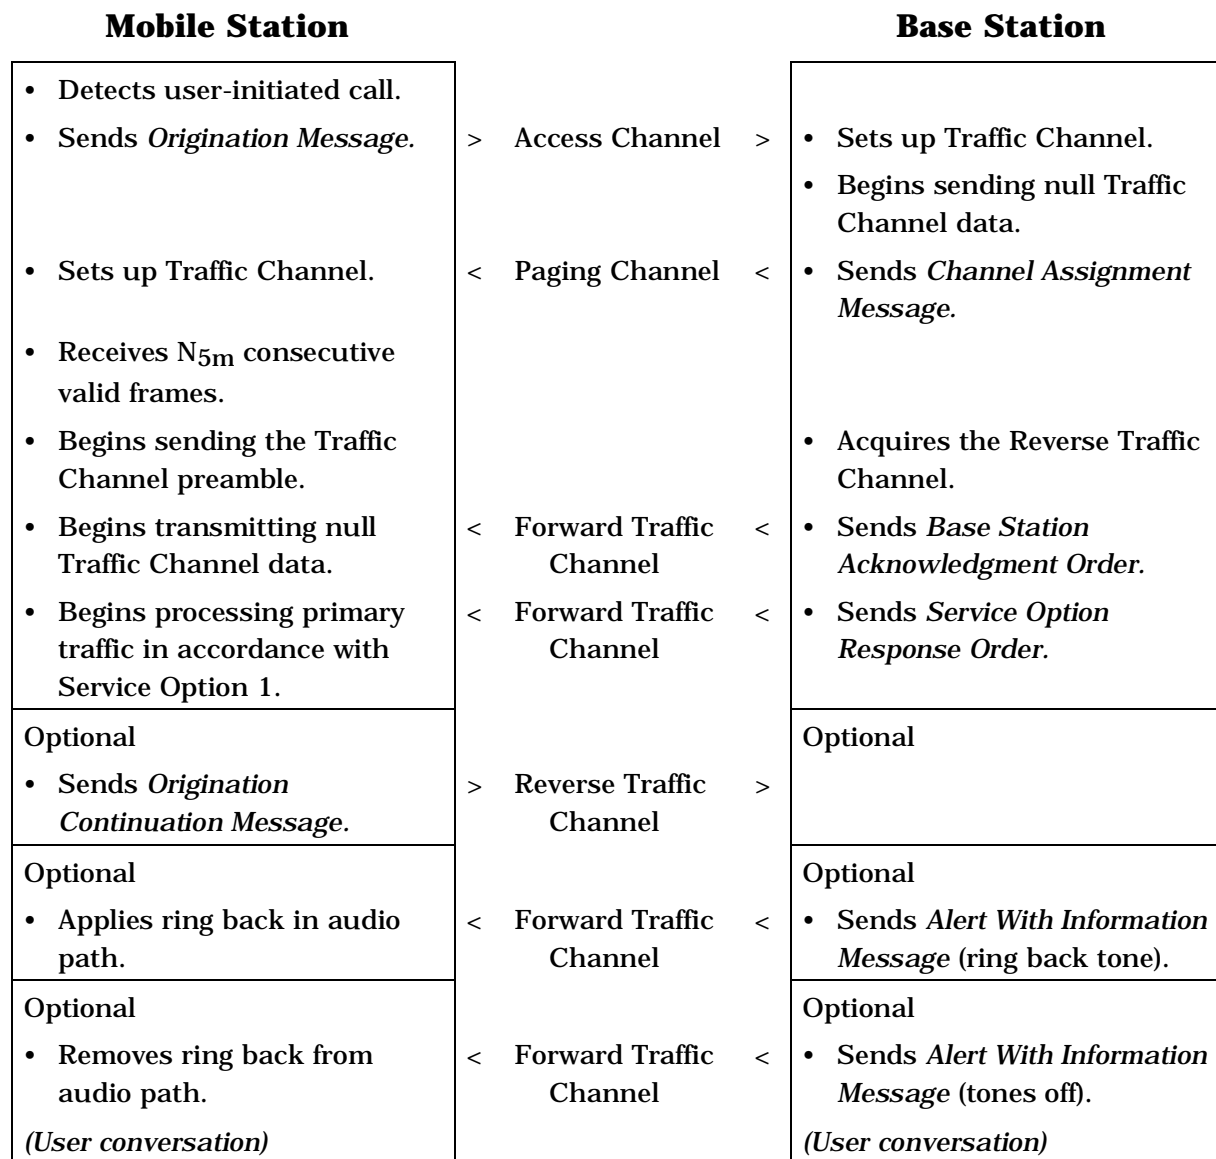 Mobile Station Base Station
• Detects user-initiated call.
• Sends Origination Message. > Access Channel > • Sets up Traffic Channel.
• Begins sending null Traffic
Channel data.
• Sets up Traffic Channel. < Paging Channel < • Sends Channel Assignment
Message.
• Receives N5m consecutive
valid frames.
• Begins sending the Traffic • Acquires the Reverse Traffic
Channel preamble. Channel.
• Begins transmitting null < Forward Traffic < • Sends Base Station
Traffic Channel data. Channel Acknowledgment Order.
• Begins processing primary < Forward Traffic < • Sends Service Option
traffic in accordance with Channel Response Order.
Service Option 1.
Optional Optional
• Sends Origination > Reverse Traffic >
Continuation Message. Channel
Optional Optional
• Applies ring back in audio < Forward Traffic < • Sends Alert With Information
path. Channel Message (ring back tone).
Optional Optional
• Removes ring back from < Forward Traffic < • Sends Alert With Information
audio path. Channel Message (tones off).
(User conversation) (User conversation)